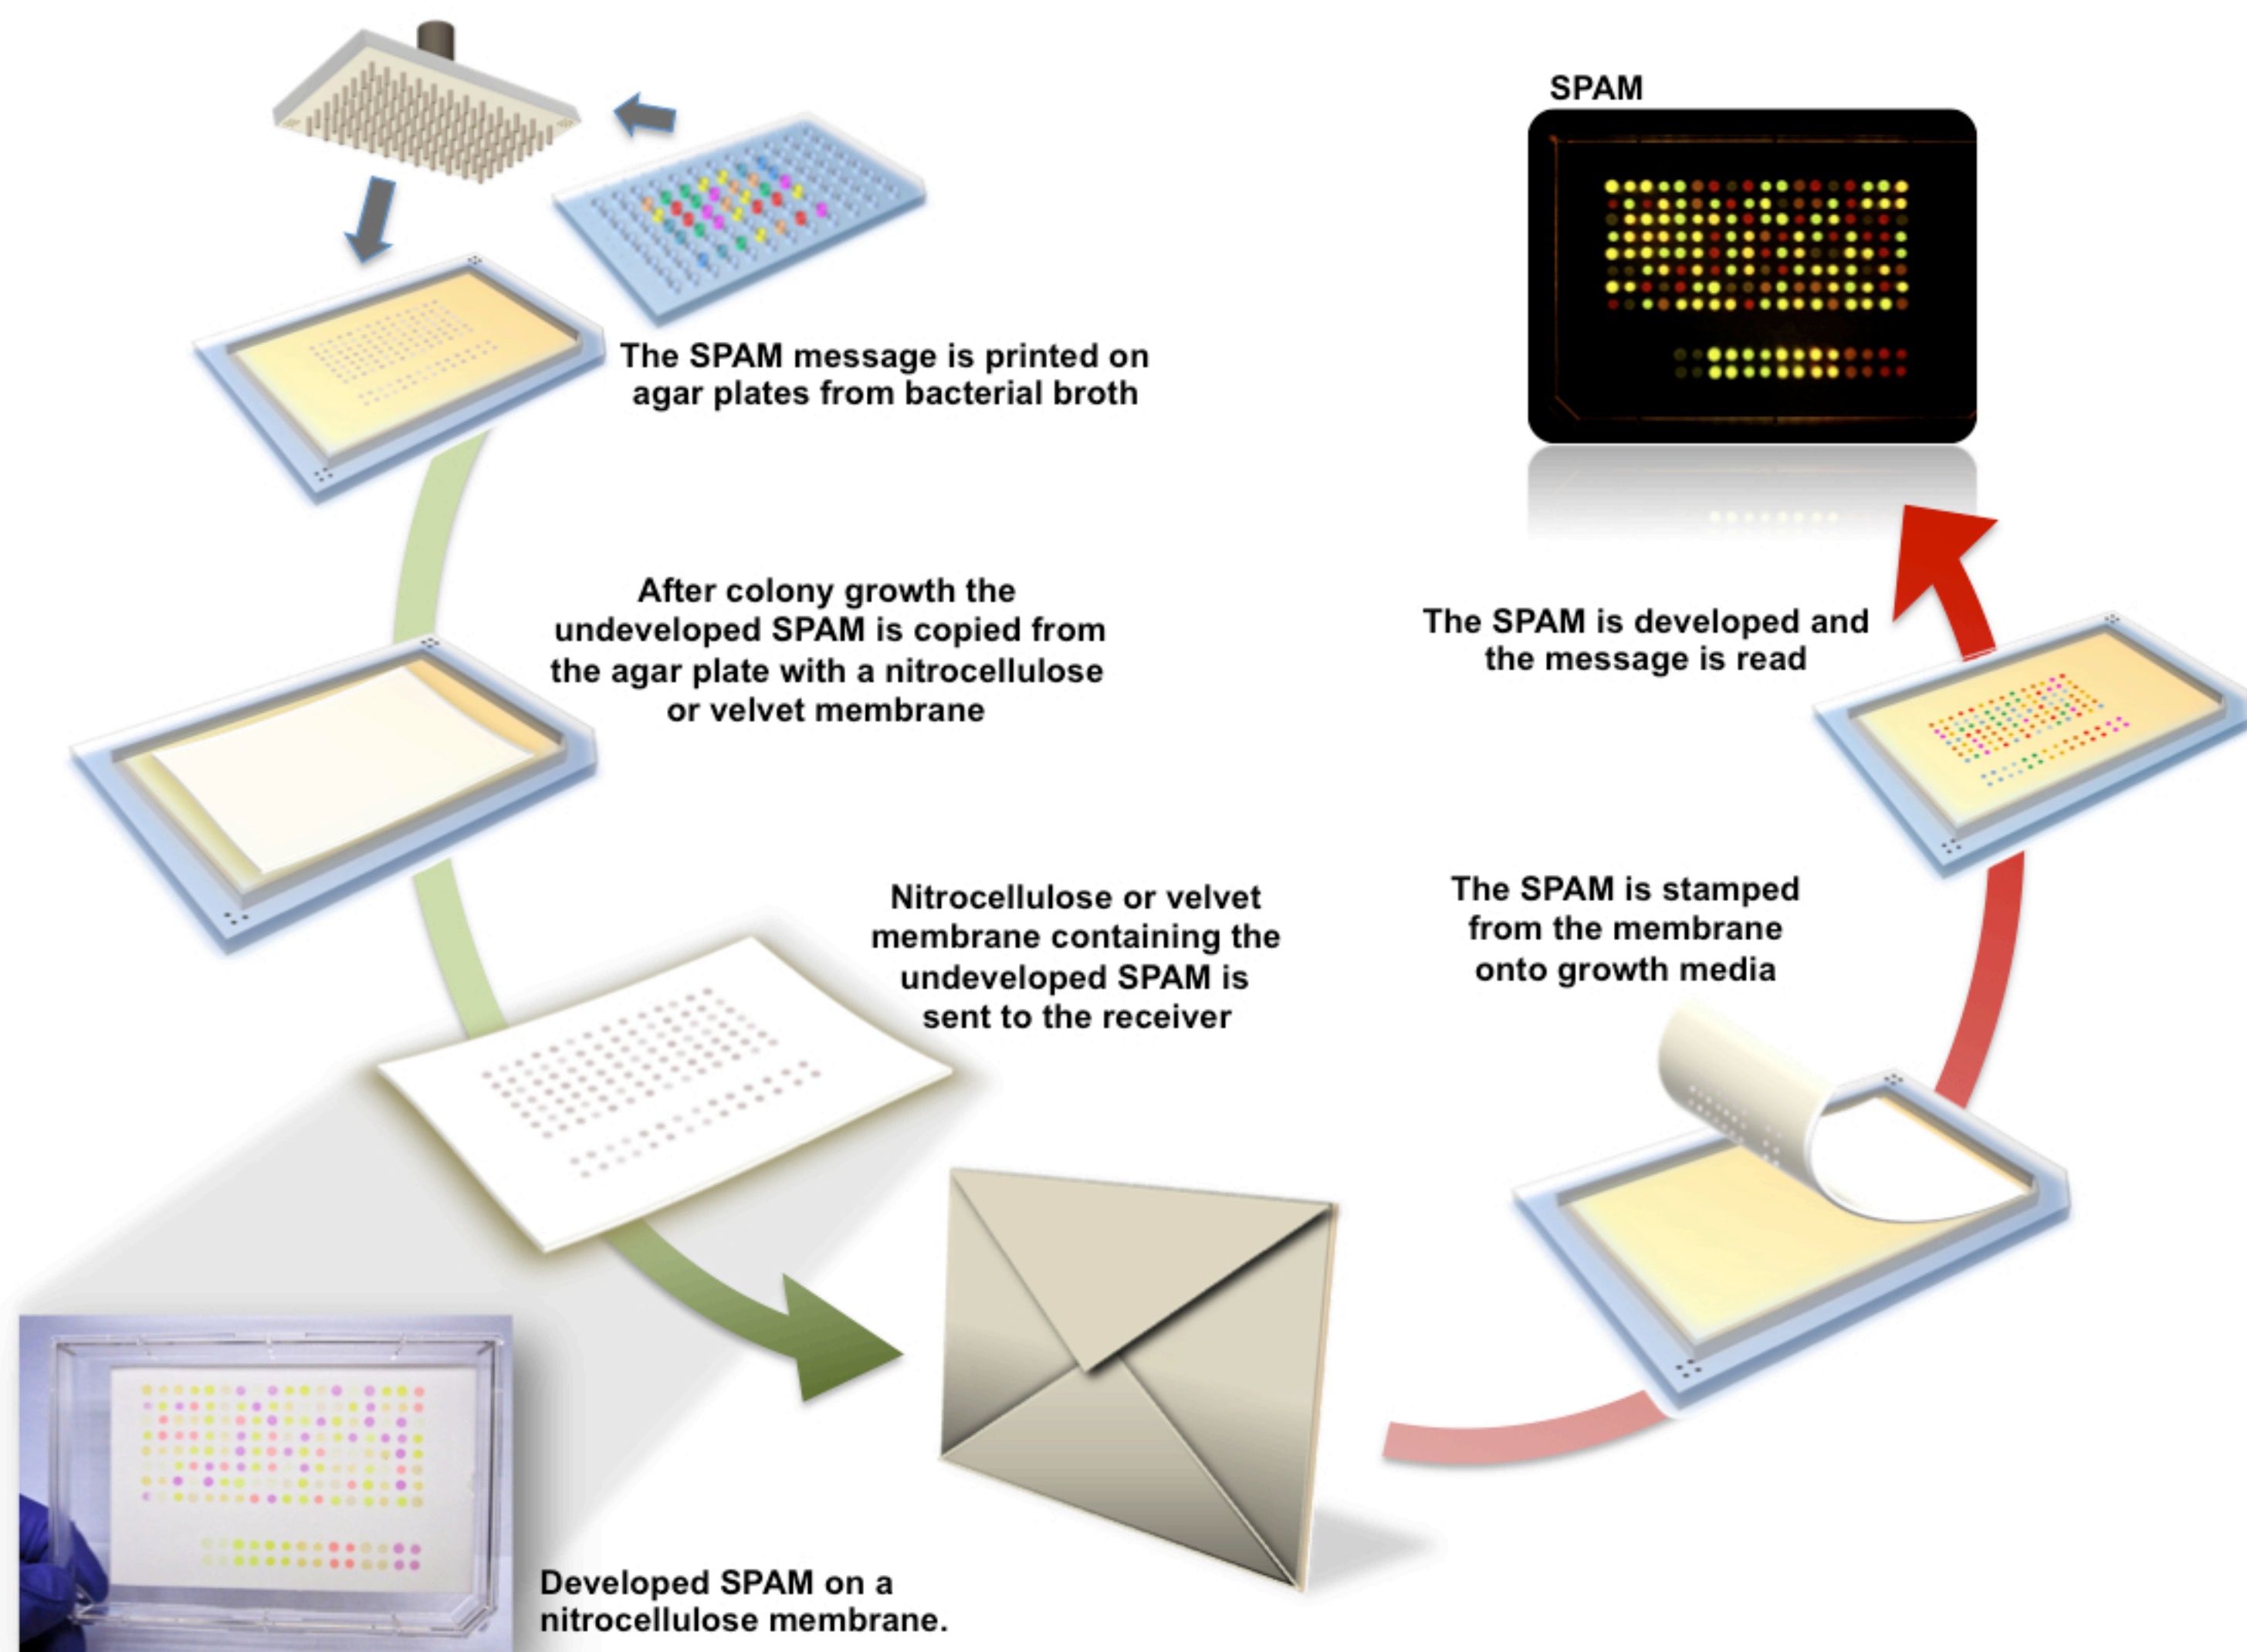 The SPAM message is printed on
agar plates from bacterial broth
After colony growth the
undeveloped SPAM is copied from
the agar plate with a nitrocellulose
or velvet membrane
Nitrocellulose or velvet
membrane containing the
undeveloped SPAM is
sent to the receiver
Developed SPAM on a
nitrocellulose membrane.
The SPAM is stamped
from the membrane
onto growth media
The SPAM is developed and
the message is read
SPAM